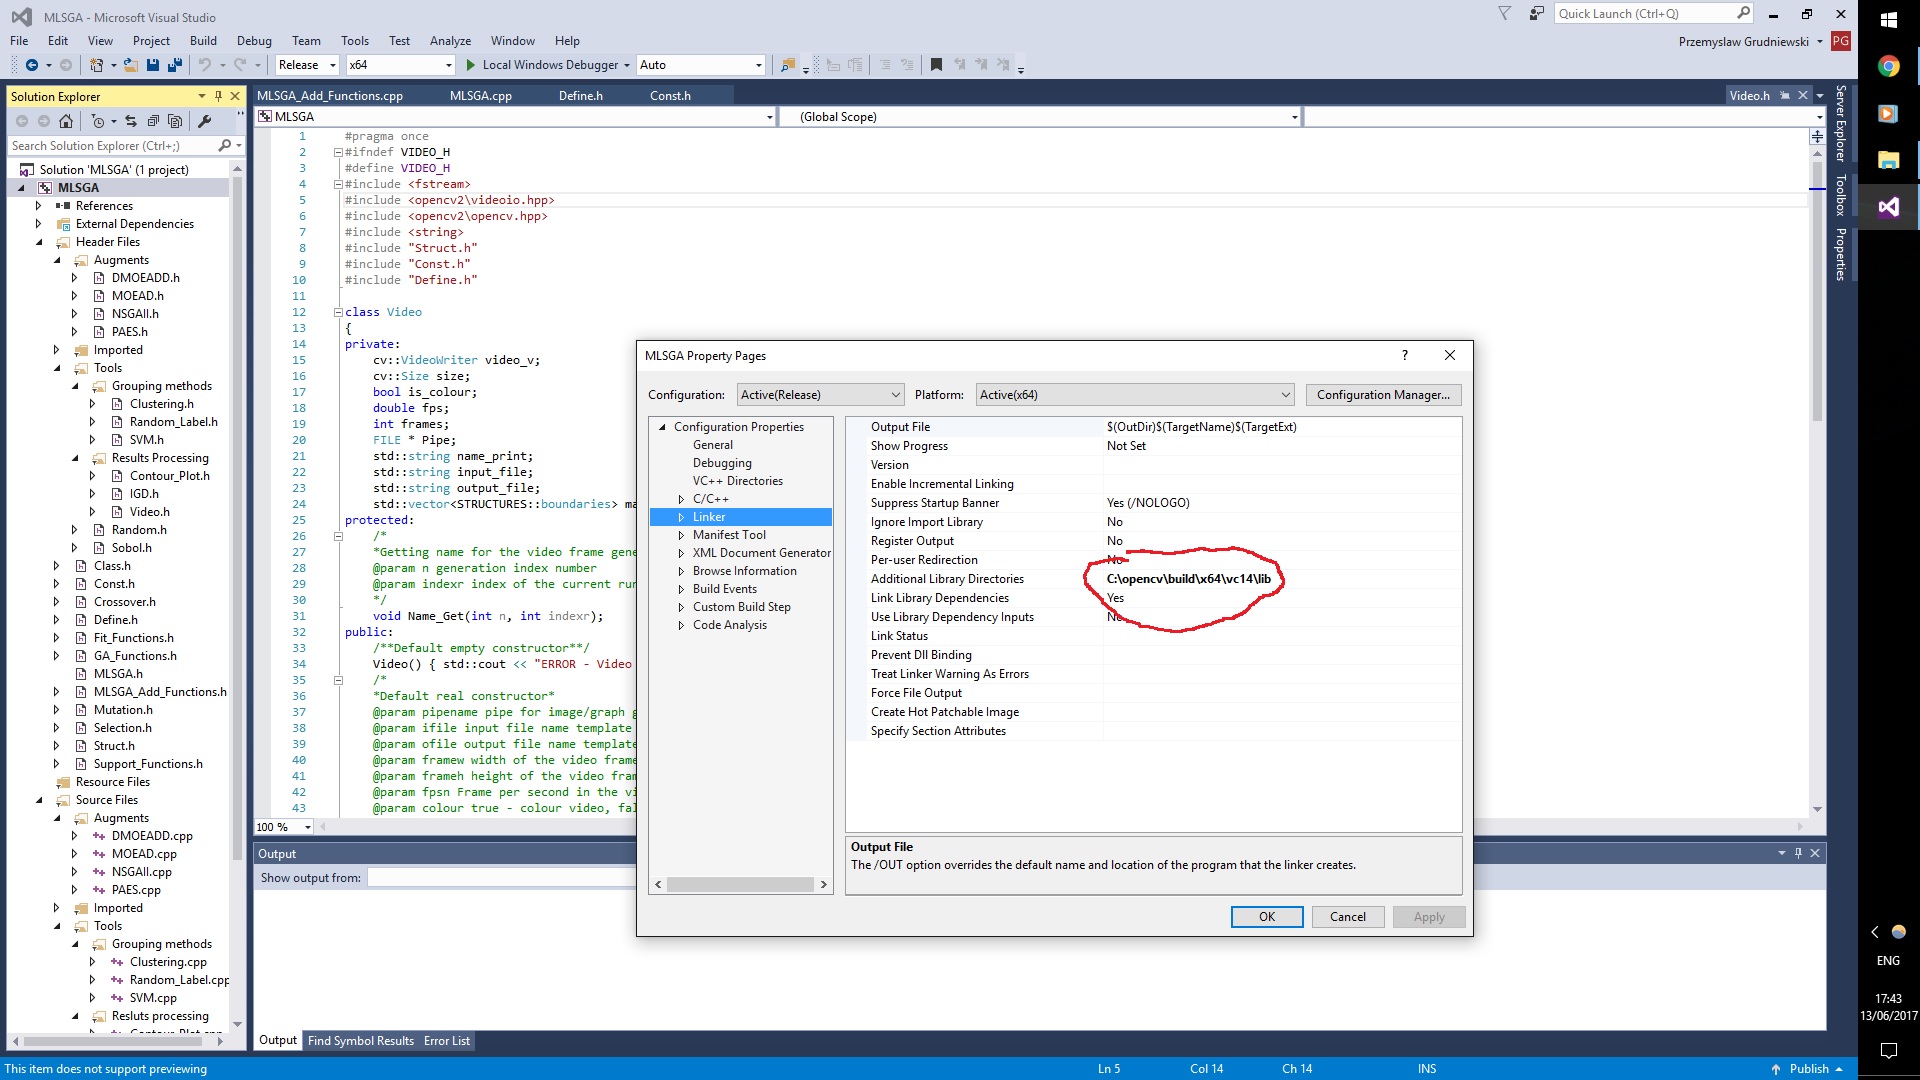 MLSGA - Microsoft Visual Studio
Quick Launch (Ctrl+Q)
File Edit View Project Build Debug Team Tools Test Analyze Window Help
Przemyslaw Grudniewski PG
Release x64 Local Windows Debugger Auto
Solution Explorer
Search Solution Explorer (Ctrl+;)
Solution 'MLSGA' (1 project)
MLSGA
References
External Dependencies
Header Files
Augments
DMOEADD.h
MOEAD.h
NSGAII.h
PAES.h
Imported
Tools
Grouping methods
Clustering.h
Random_Label.h
SVM.h
Results Processing
Contour_Plot.h
IGD.h
Video.h
Random.h
Sobol.h
Class.h
Const.h
Crossover.h
Define.h
Fit_Functions.h
GA_Functions.h
MLSGA.h
MLSGA_Add_Functions.h
Mutation.h
Selection.h
Struct.h
Support_Functions.h
Resource Files
Source Files
Augments
DMOEADD.cpp
MOEAD.cpp
NSGAII.cpp
PAES.cpp
Imported
Tools
Grouping methods
Clustering.cpp
Random_Label.cpp
SVM.cpp
Resluts processing
Contour_Plot.cpp
MLSGA_Add_Functions.cpp MLSGA.cpp Define.h Const.h Video.h
MLSGA (Global Scope)
1 #pragma once
2 #ifndef VIDEO_H
3 #define VIDEO_H
4 #include <fstream>
5 #include <opencv2\videoio.hpp>
6 #include <opencv2\opencv.hpp>
7 #include <string>
8 #include "Struct.h"
9 #include "Const.h"
10 #include "Define.h"
11
12 class Video
13 {
14 private:
15 cv::VideoWriter video_v;
16 cv::Size size;
17 bool is_colour;
18 double fps;
19 int frames;
20 FILE * Pipe;
21 std::string name_print;
22 std::string input_file;
23 std::string output_file;
24 std::vector<STRUCTURES::boundaries> ma
25 protected:
26 /*
27 *Getting name for the video frame gene
28 @param n generation index number
29 @param indexr index of the current run
30 */
31 void Name_Get(int n, int indexr);
32 public:
33 /**Default empty constructor**/
34 Video() { std::cout << "ERROR - Video
35 /*
36 *Default real constructor*
37 @param pipename pipe for image/graph g
38 @param ifile input file name template
39 @param ofile output file name template
40 @param framew width of the video frame
41 @param frameh height of the video fram
42 @param fpsn Frame per second in the vi
43 @param colour true - colour video, fal
100 %
Output
Show output from:
Output Find Symbol Results Error List
MLSGA Property Pages ?
Configuration: Active(Release) Platform: Active(x64) Configuration Manager...
Configuration Properties
General
Debugging
VC++ Directories
C/C++
Linker
Manifest Tool
XML Document Generator
Browse Information
Build Events
Custom Build Step
Code Analysis
Output File $(OutDir)$(TargetName)$(TargetExt)
Show Progress Not Set
Version
Enable Incremental Linking
Suppress Startup Banner Yes (/NOLOGO)
Ignore Import Library No
Register Output No
Per-user Redirection No
Additional Library Directories C:\opencv\build\x64\vc14\lib
Link Library Dependencies Yes
Use Library Dependency Inputs No
Link Status
Prevent Dll Binding
Treat Linker Warning As Errors
Force File Output
Create Hot Patchable Image
Specify Section Attributes
Output File
The /OUT option overrides the default name and location of the program that the linker creates.
OK Cancel Apply
Server Explorer
Toolbox
Properties
This item does not support previewing Ln 5 Col 14 Ch 14 INS Publish
ENG
17:43
13/06/2017